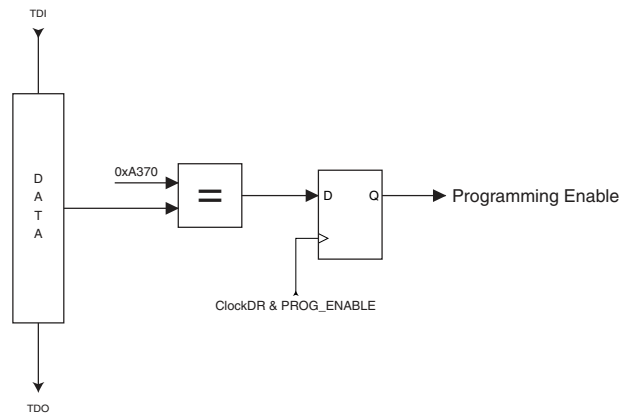 TDI
D
A
T
A
0xA370
=
D
Q
Programming Enable
ClockDR & PROG_ENABLE
TDO